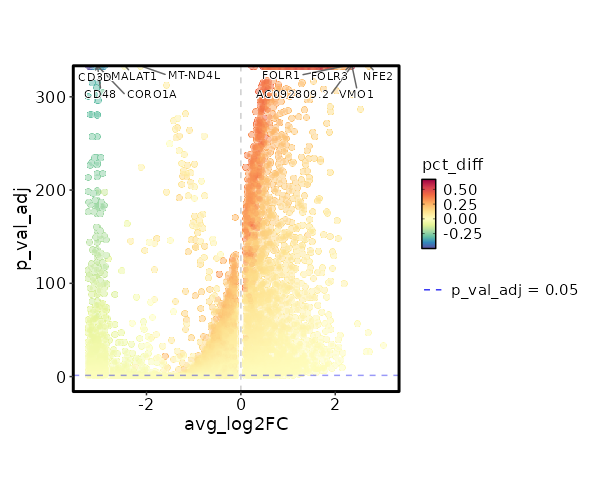 CD3D MALAT1 MT-ND4L FOLR1 FOLR3 NFE2
CD48 CORO1A AC092809.2 VMO1
300
200
100
0
p_val_adj
-2 0 2
avg_log2FC
pct_diff
0.50
0.25
0.00
-0.25
p_val_adj = 0.05